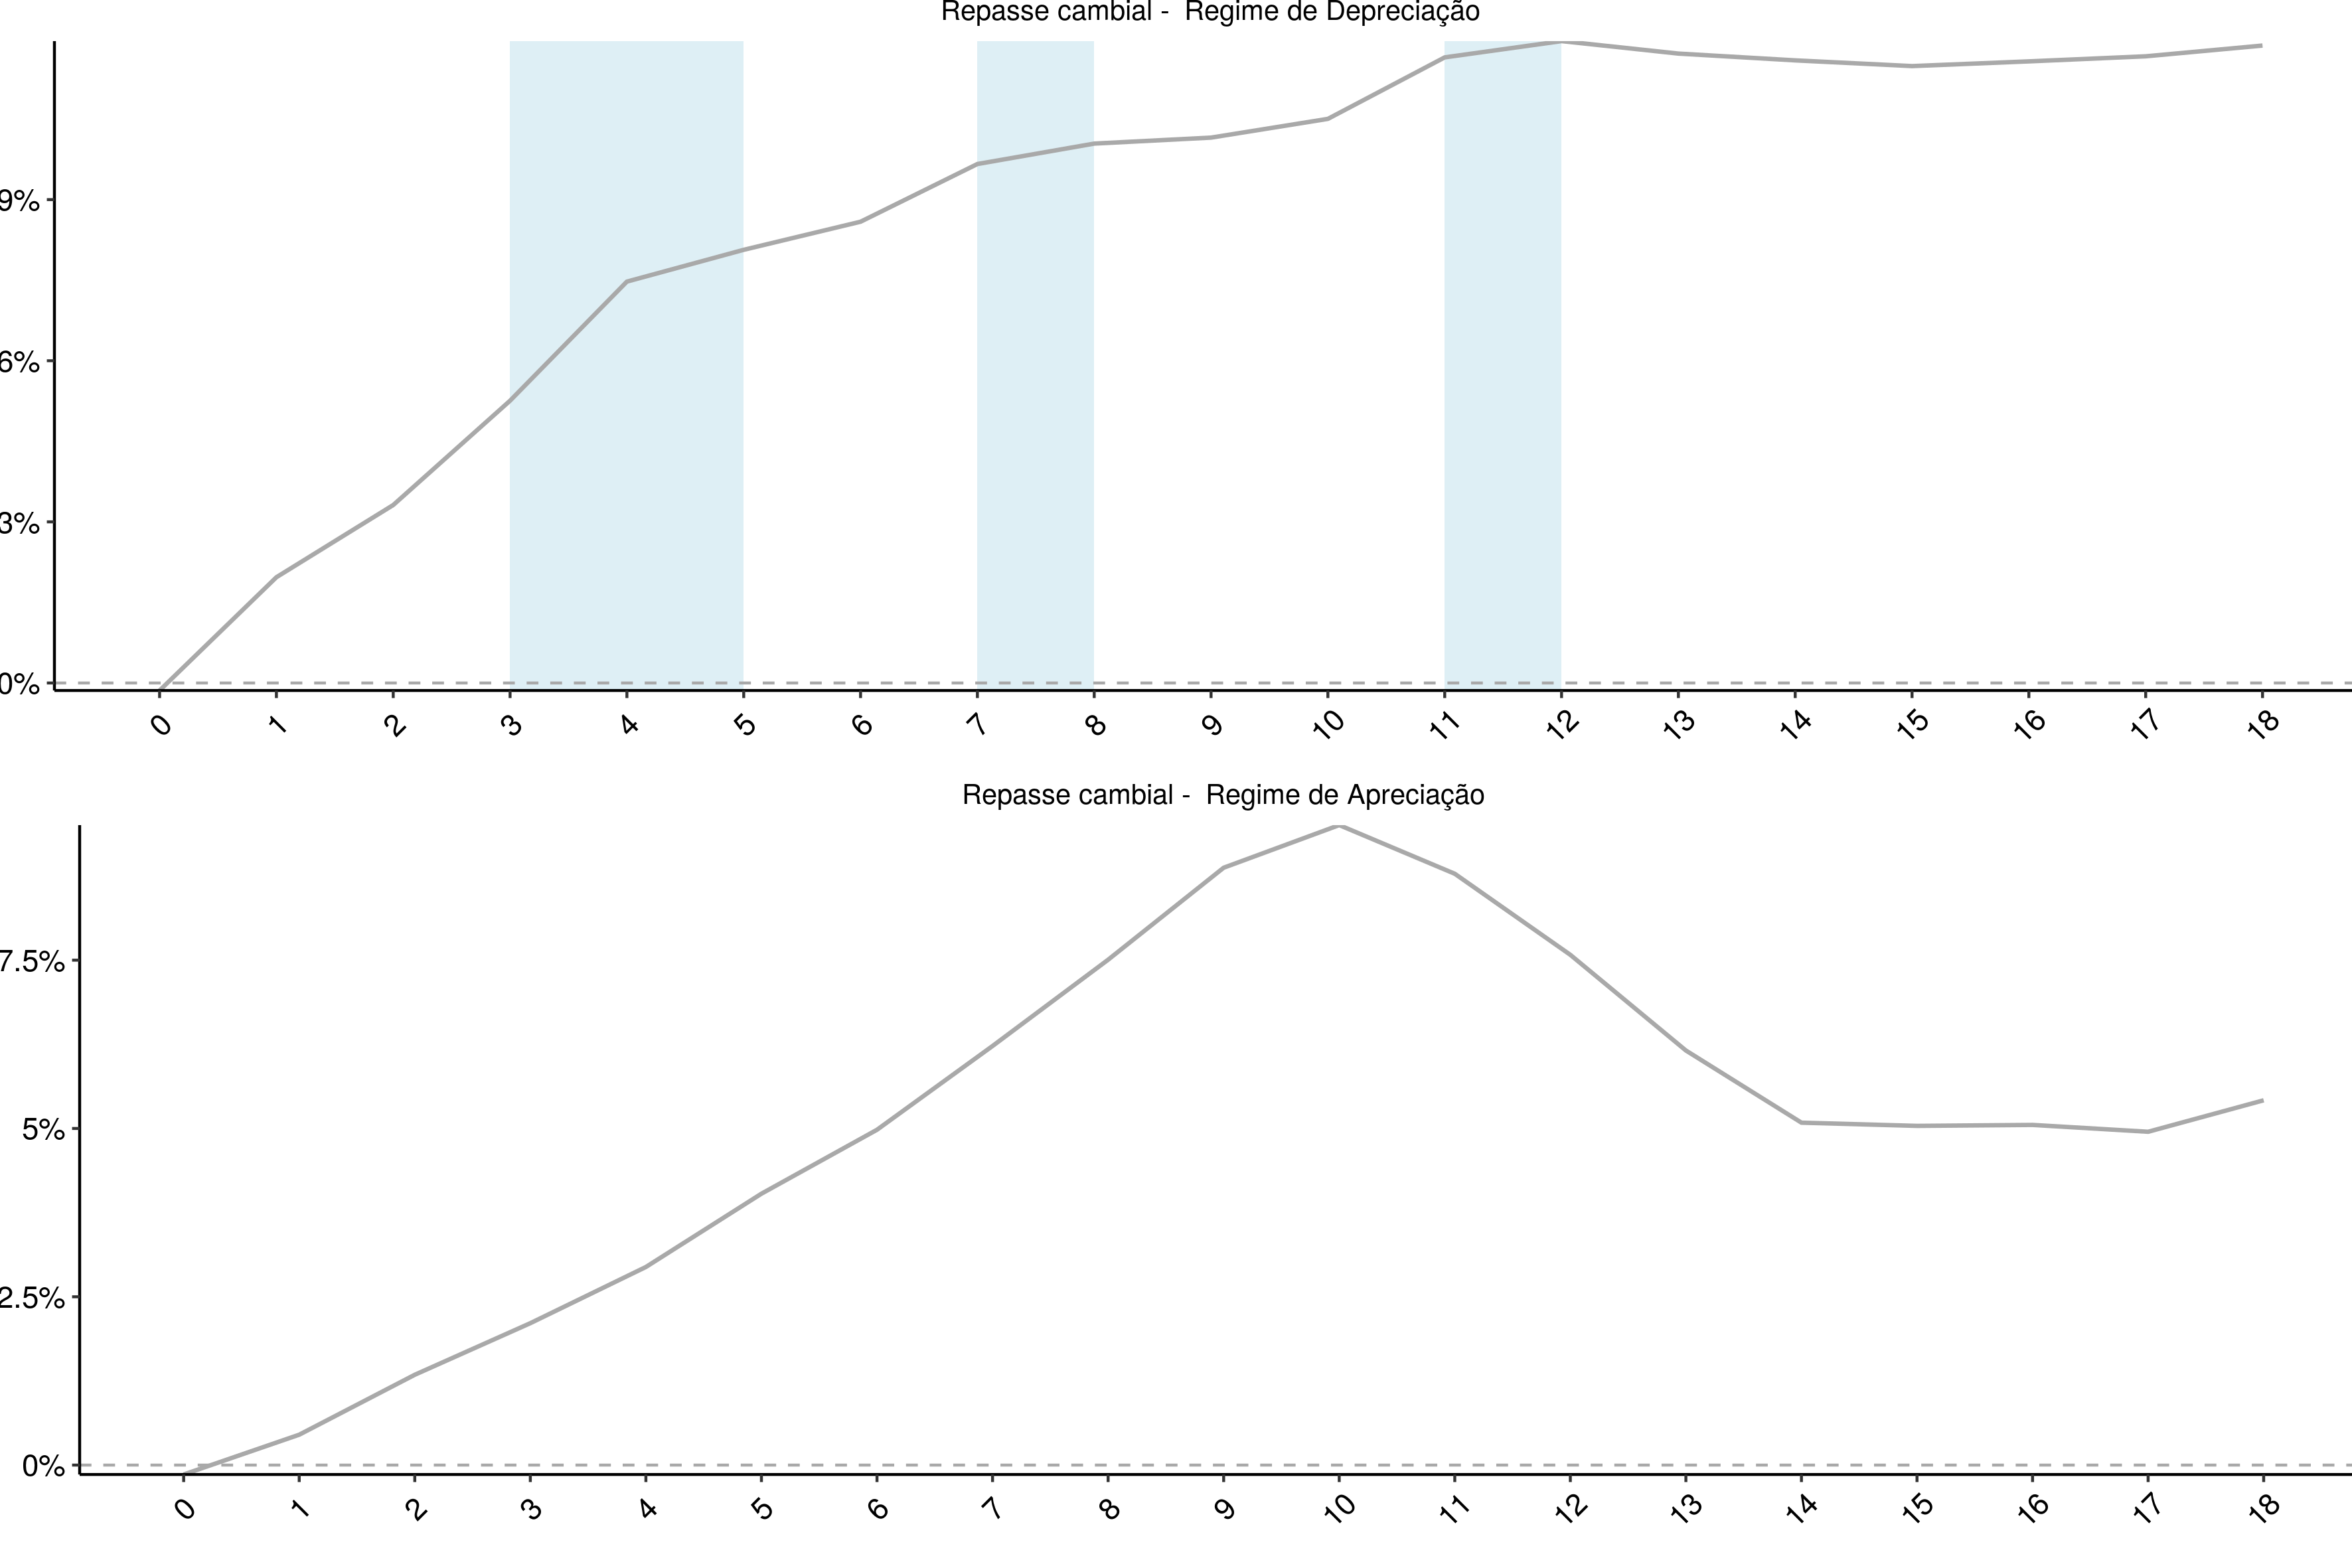 Repasse cambial -  Regime de Depreciação
9%
6%
3%
0%
0 1 2 3 4 5 6 7 8 9 10 11 12 13 14 15 16 17 18
Repasse cambial -  Regime de Apreciação
7.5%
5%
2.5%
0%
0 1 2 3 4 5 6 7 8 9 10 11 12 13 14 15 16 17 18